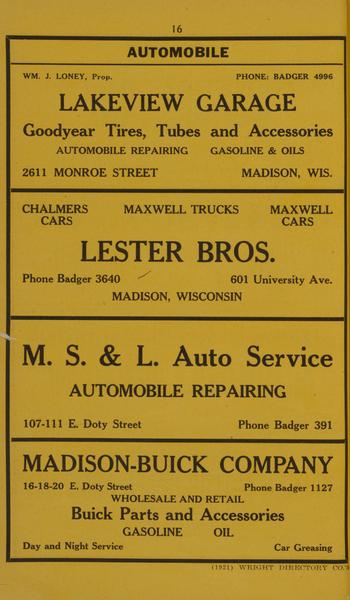 16
AUTOMOBILE
WM. J. LONEY, Prop. PHONE: BADGER 4996
LAKEVIEW GARAGE
Goodyear Tires, Tubes and Accessories
AUTOMOBILE REPAIRING GASOLINE & OILS
2611 MONROE STREET MADISON, WIS.
CHALMERS CARS MAXWELL TRUCKS MAXWELL CARS
LESTER BROS.
Phone Badger 3640 601 University Ave.
MADISON, WISCONSIN
M. S. & L. Auto Service
AUTOMOBILE REPAIRING
107-111 E. Doty Street Phone Badger 391
MADISON-BUICK COMPANY
16-18-20 E. Doty Street Phone Badger 1127
WHOLESALE AND RETAIL
Buick Parts and Accessories
GASOLINE OIL
Day and Night Service Car Greasing
(1921) WRIGHT DIRECTORY CO.'S